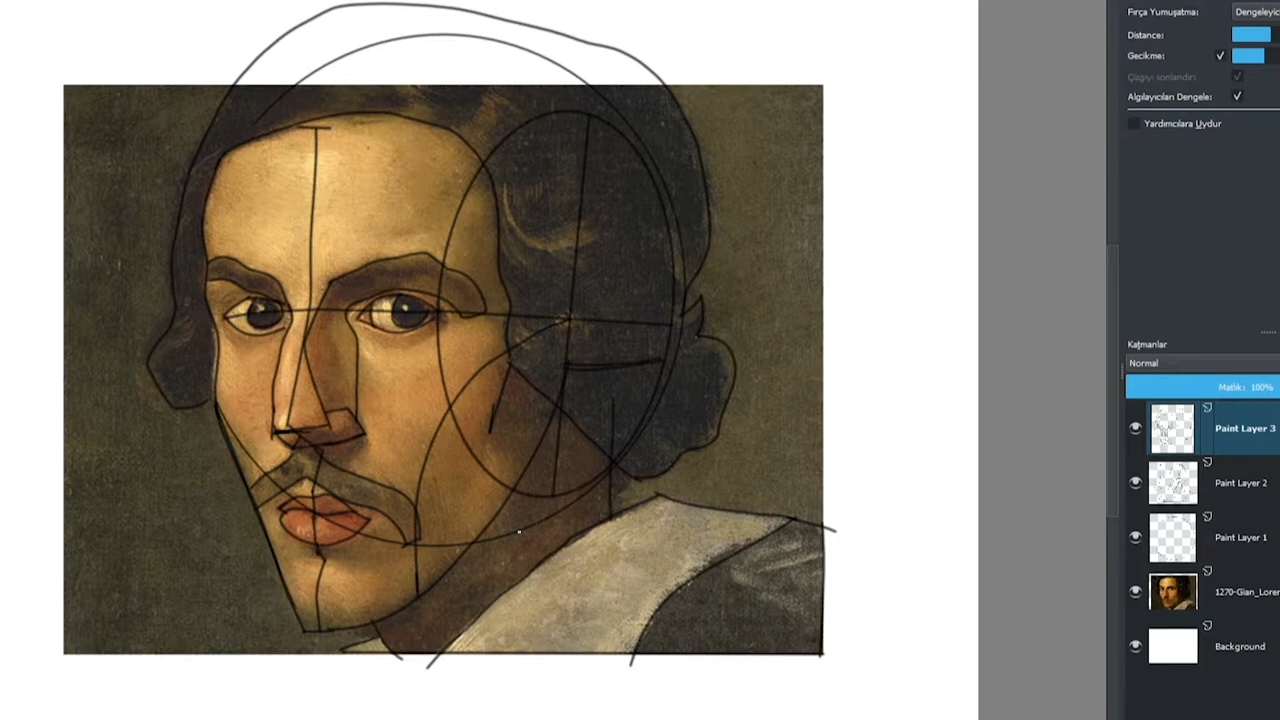 Fırça Yumuşatma:
Dengeleyic
Distance:
Gecikme:
Çizgiyi sonlandır:
Algılayıcıları Dengele:
Yardımcılara Uydur
Katmanlar
Normal
Matlık: 100%
Paint Layer 3
Paint Layer 2
Paint Layer 1
1270-Gian_Loren
Background